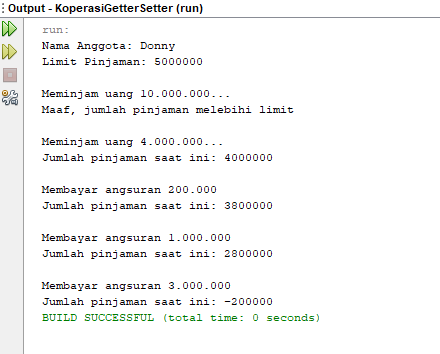 Output - KoperasiGetterSetter (run)
run:
Nama Anggota: Donny
Limit Pinjaman: 5000000
Meminjam uang 10.000.000...
Maaf, jumlah pinjaman melebihi limit
Meminjam uang 4.000.000...
Jumlah pinjaman saat ini: 4000000
Membayar angsuran 200.000
Jumlah pinjaman saat ini: 3800000
Membayar angsuran 1.000.000
Jumlah pinjaman saat ini: 2800000
Membayar angsuran 3.000.000
Jumlah pinjaman saat ini: -200000
BUILD SUCCESSFUL (total time: 0 seconds)